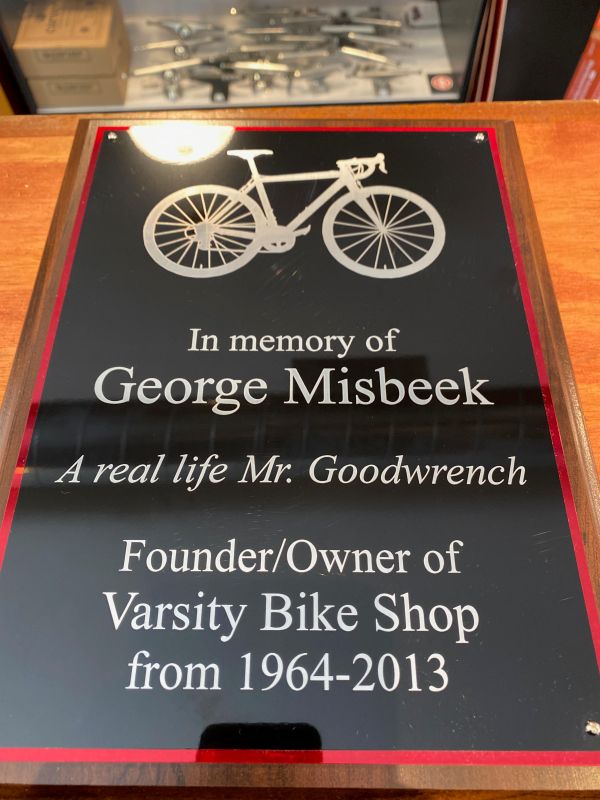 In memory of
George Misbeek
A real life Mr. Goodwrench
Founder/Owner of
Varsity Bike Shop
from 1964-2013